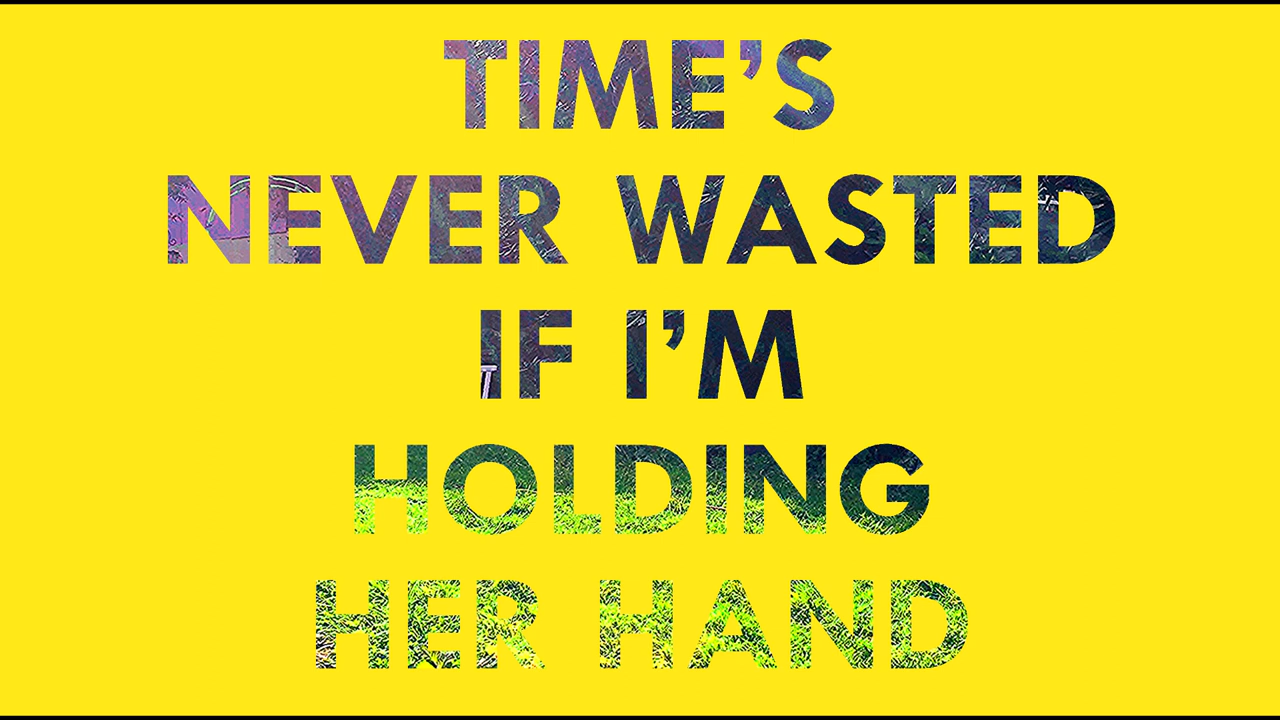 TIME’S
NEVER WASTED
IF I’M
HOLDING
HER HAND